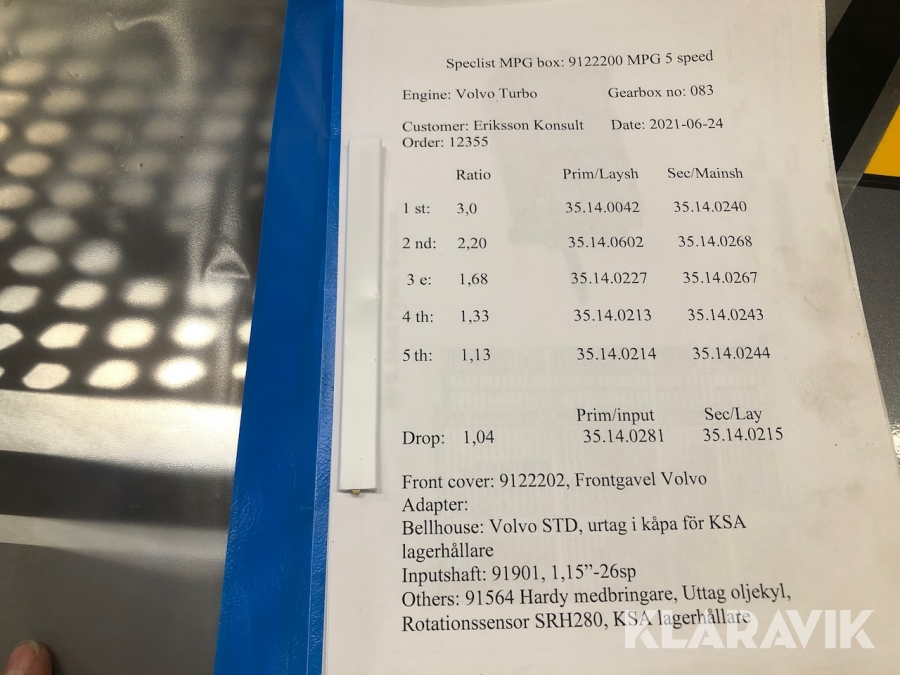 Speclist MPG box: 9122200 MPG 5 speed
Engine: Volvo Turbo Gearbox no: 083
Customer: Eriksson Konsult Date: 2021-06-24
Order: 12355
Ratio Prim/Laysh Sec/Mainsh
1 st: 3,0 35.14.0042 35.14.0240
2 nd: 2,20 35.14.0602 35.14.0268
3 e: 1,68 35.14.0227 35.14.0267
4 th: 1,33 35.14.0213 35.14.0243
5 th: 1,13 35.14.0214 35.14.0244
Prim/input Sec/Lay
Drop: 1,04 35.14.0281 35.14.0215
Front cover: 9122202, Frontgavel Volvo
Adapter:
Bellhouse: Volvo STD, urtag i kåpa för KSA
lagerhållare
Inputshaft: 91901, 1,15”-26sp
Others: 91564 Hardy medbringare, Uttag oljekyl,
Rotationssensor SRH280, KSA lagerhållare
KLARAVIK